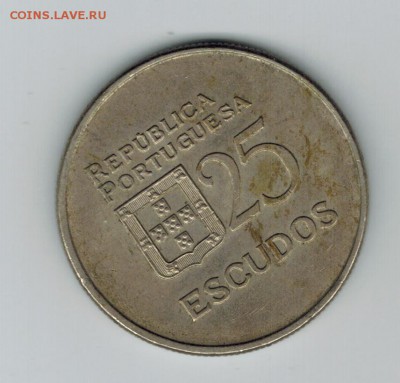 COINS.LAVE.RU
REPÚBLICA
PORTUGUESA
25
ESCUDOS